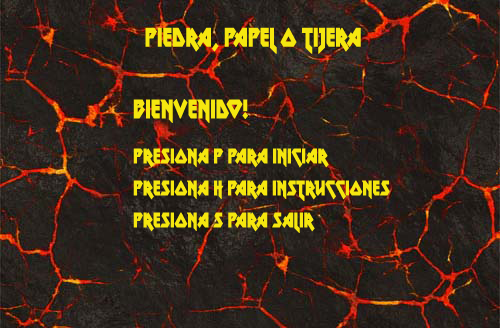 PIEDRA, PAPEL O TIJERA
BIENVENIDO!
PRESIONA P PARA INICIAR
PRESIONA H PARA INSTRUCCIONES
PRESIONA S PARA SALIR